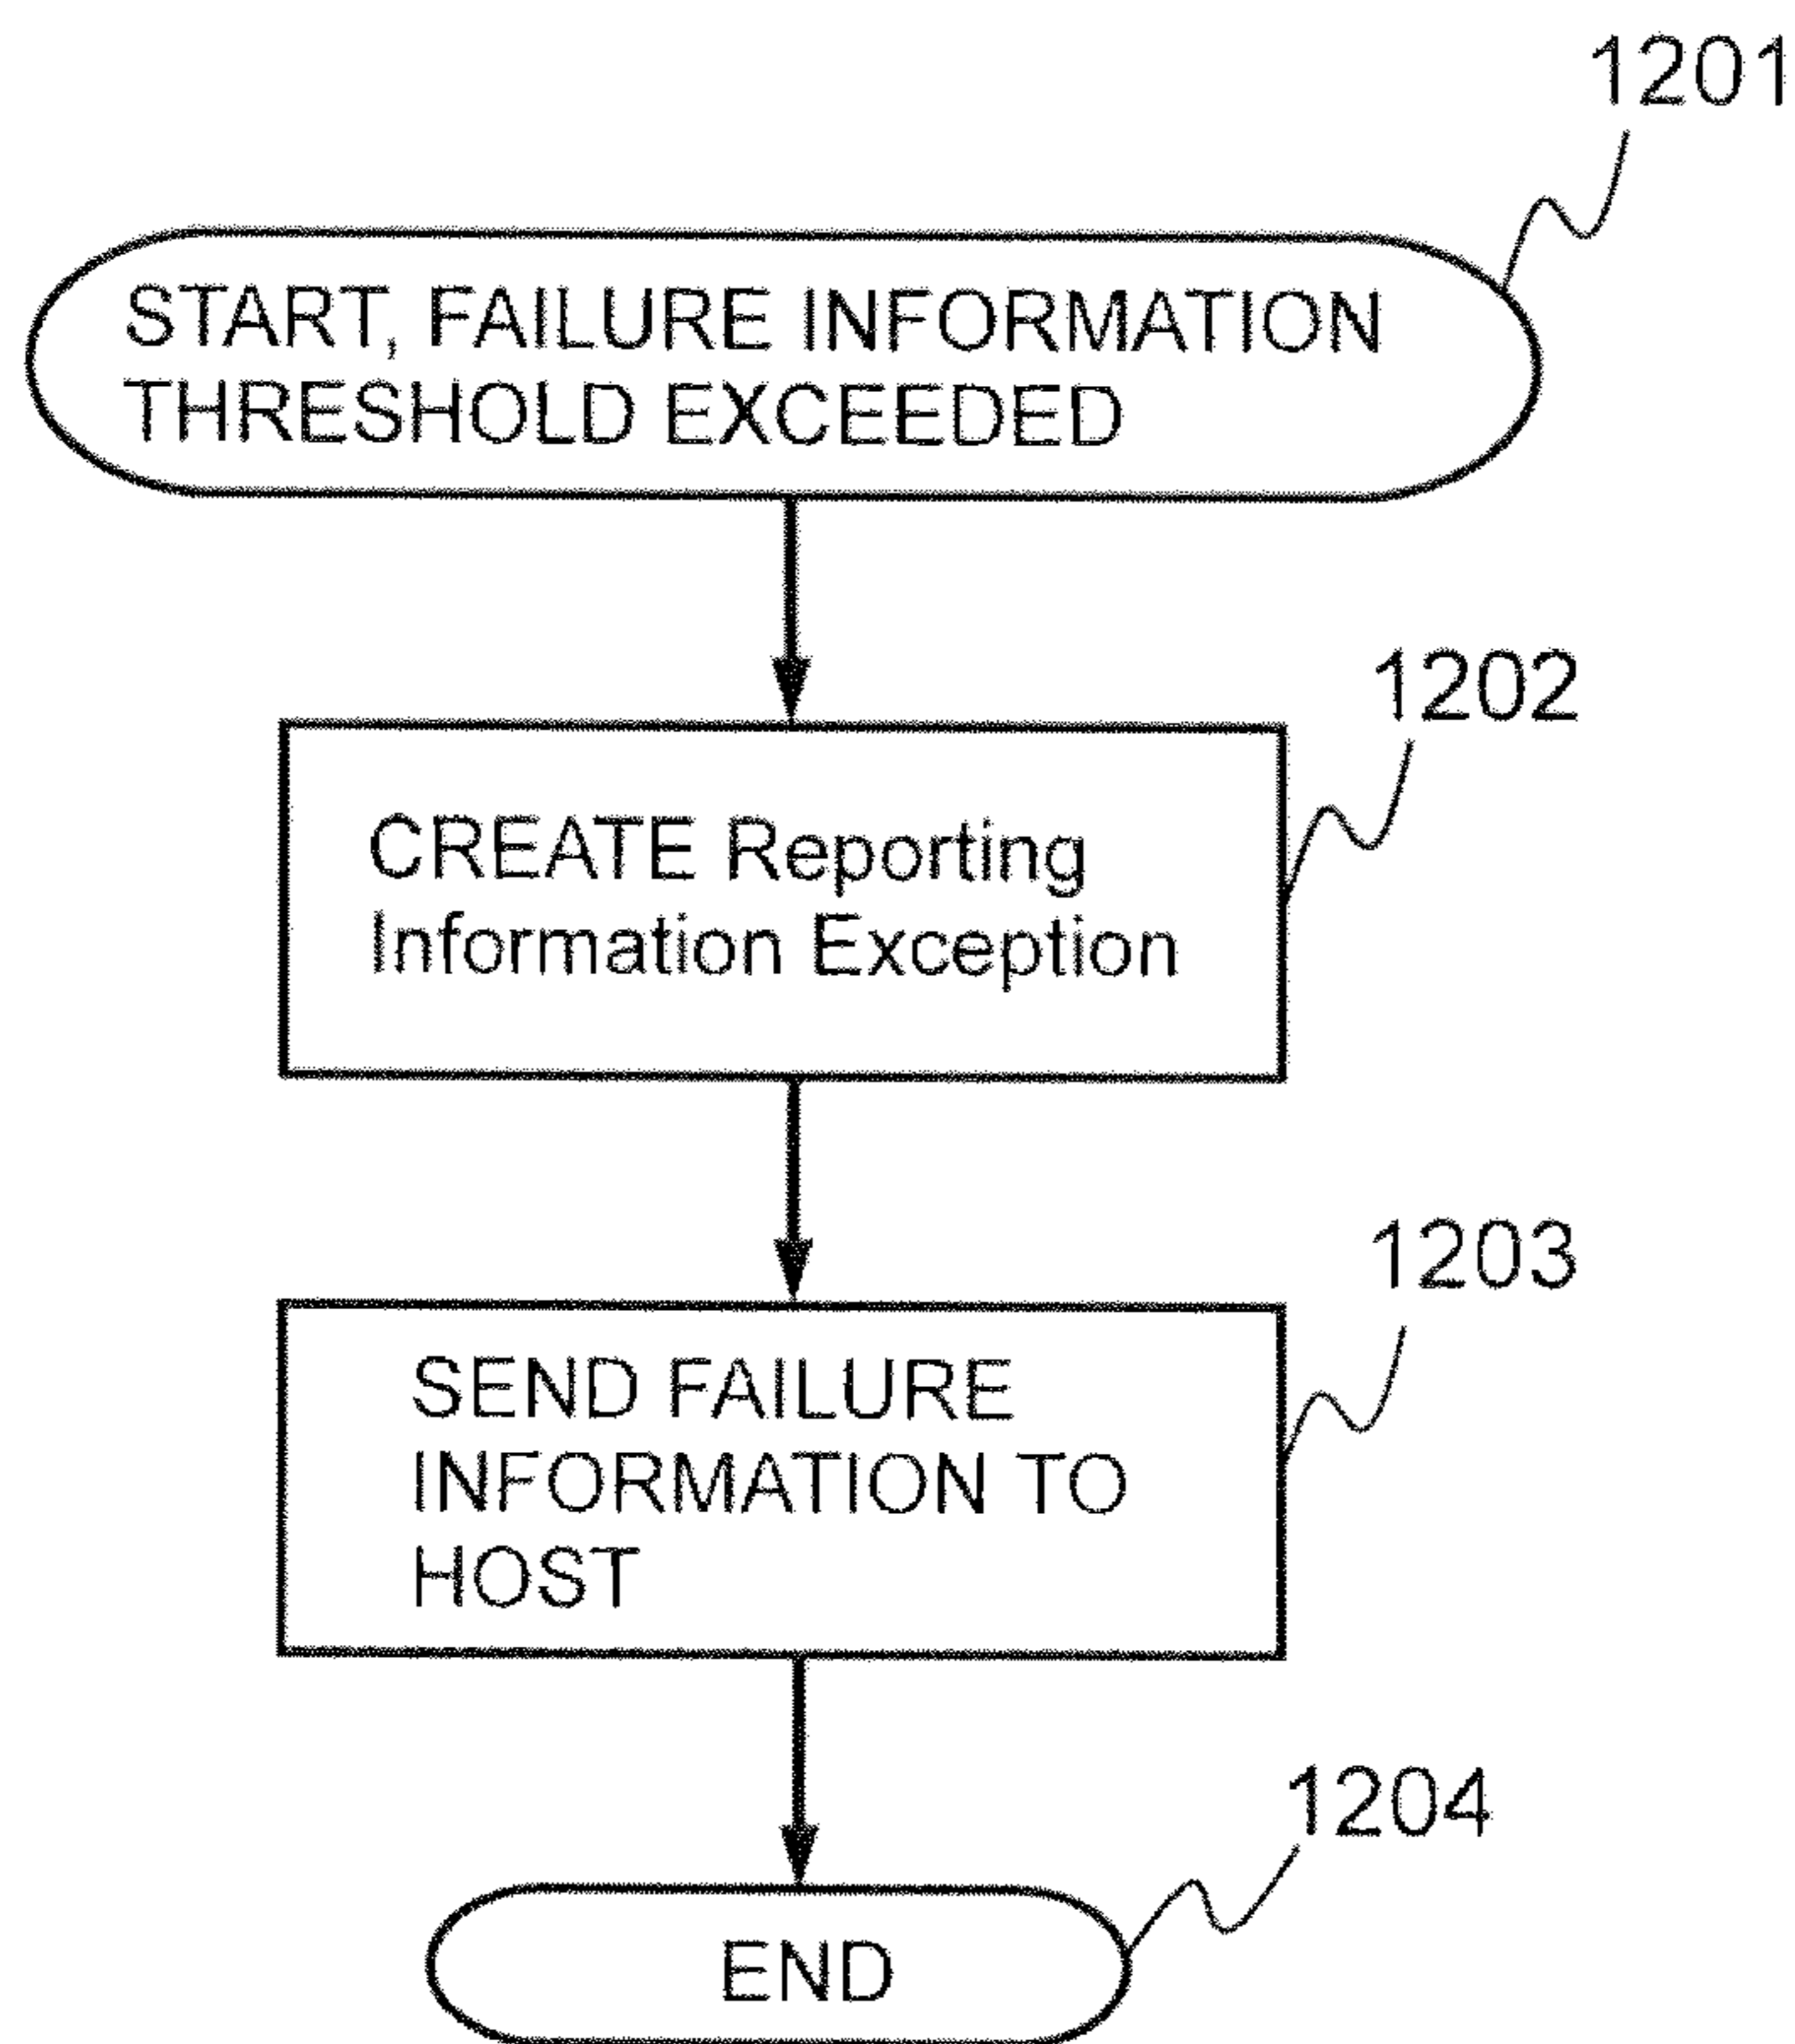 1201
START, FAILURE INFORMATION
THRESHOLD EXCEEDED
1202
CREATE Reporting
Information Exception
1203
SEND FAILURE
INFORMATION TO
HOST
1204
END